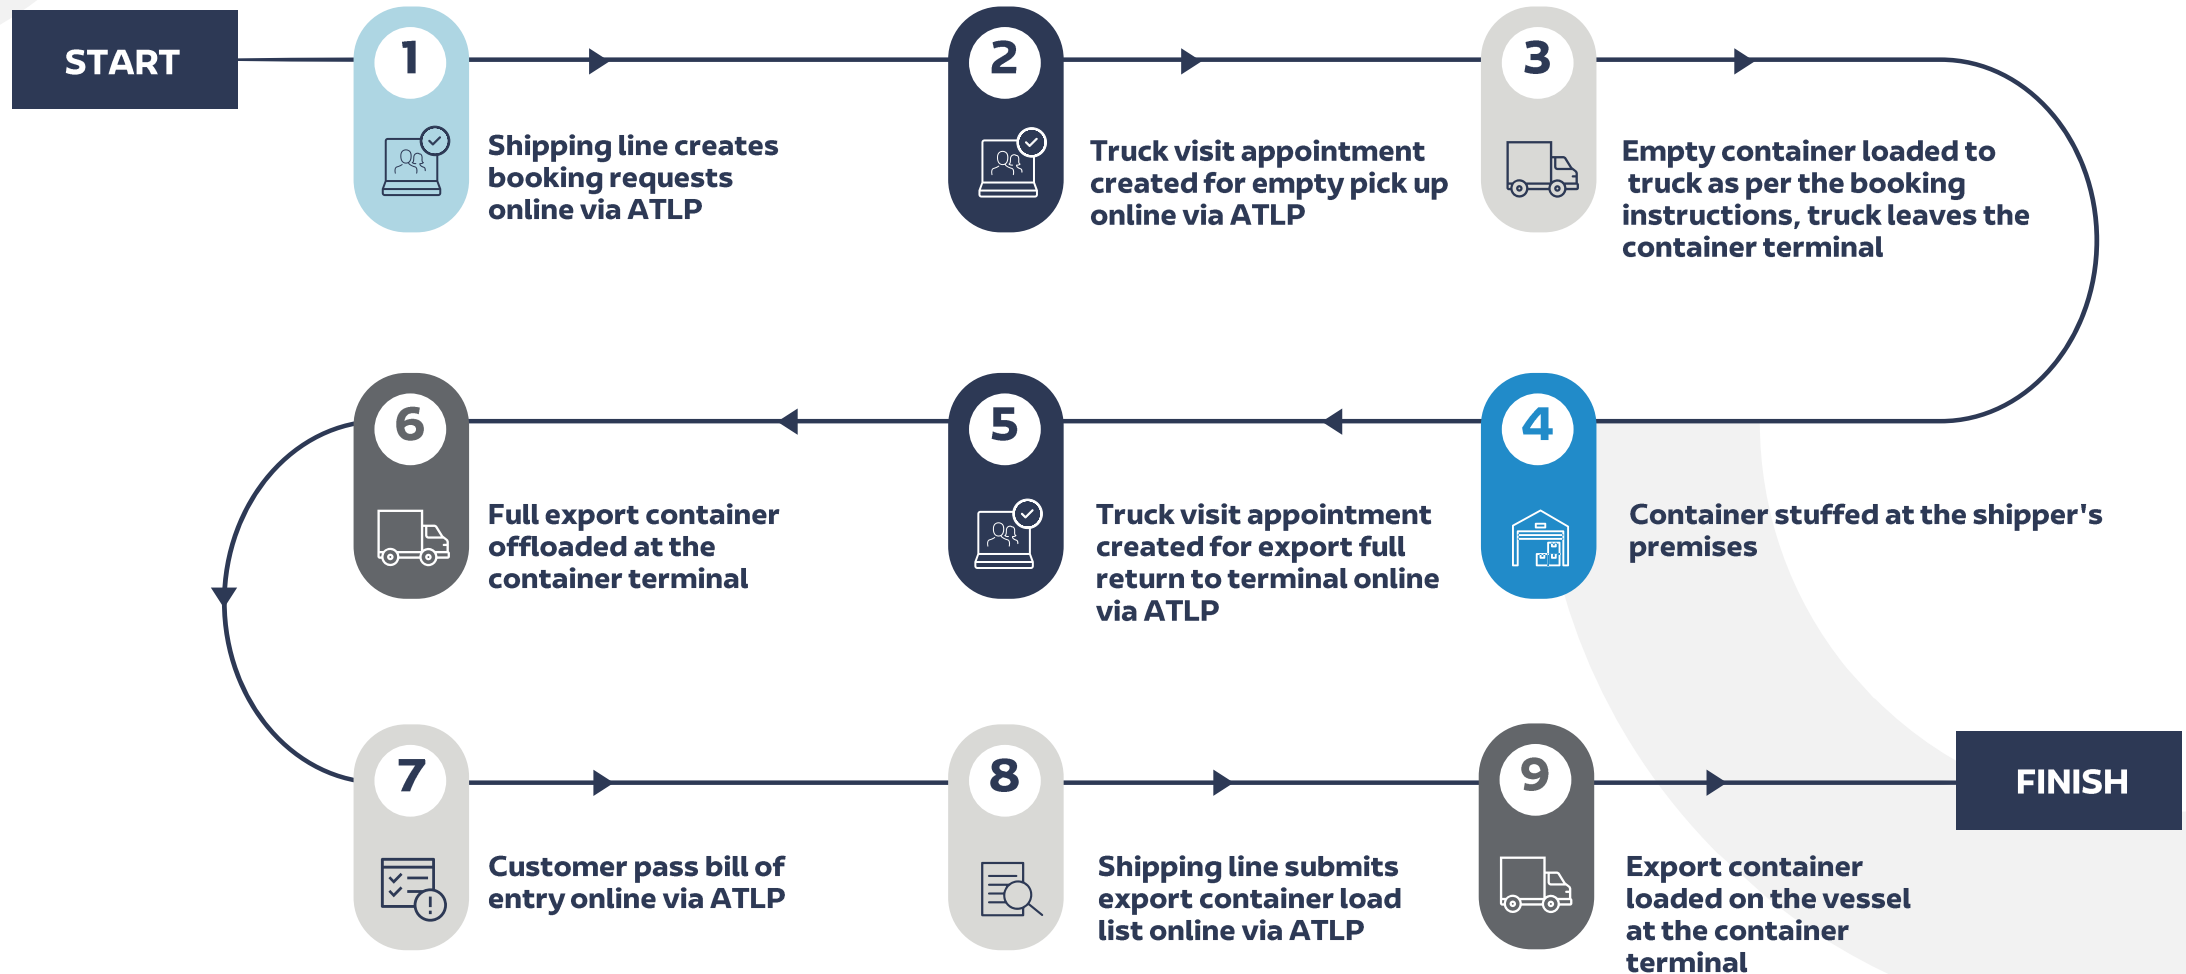 START
1
Shipping line creates
booking requests
online via ATLP
2
Truck visit appointment
created for empty pick up
online via ATLP
3
Empty container loaded to
truck as per the booking
instructions, truck leaves the
container terminal
4
Container stuffed at the shipper's
premises
5
Truck visit appointment
created for export full
return to terminal online
via ATLP
6
Full export container
offloaded at the
container terminal
7
Customer pass bill of
entry online via ATLP
8
Shipping line submits
export container load
list online via ATLP
9
Export container
loaded on the vessel
at the container
terminal
FINISH